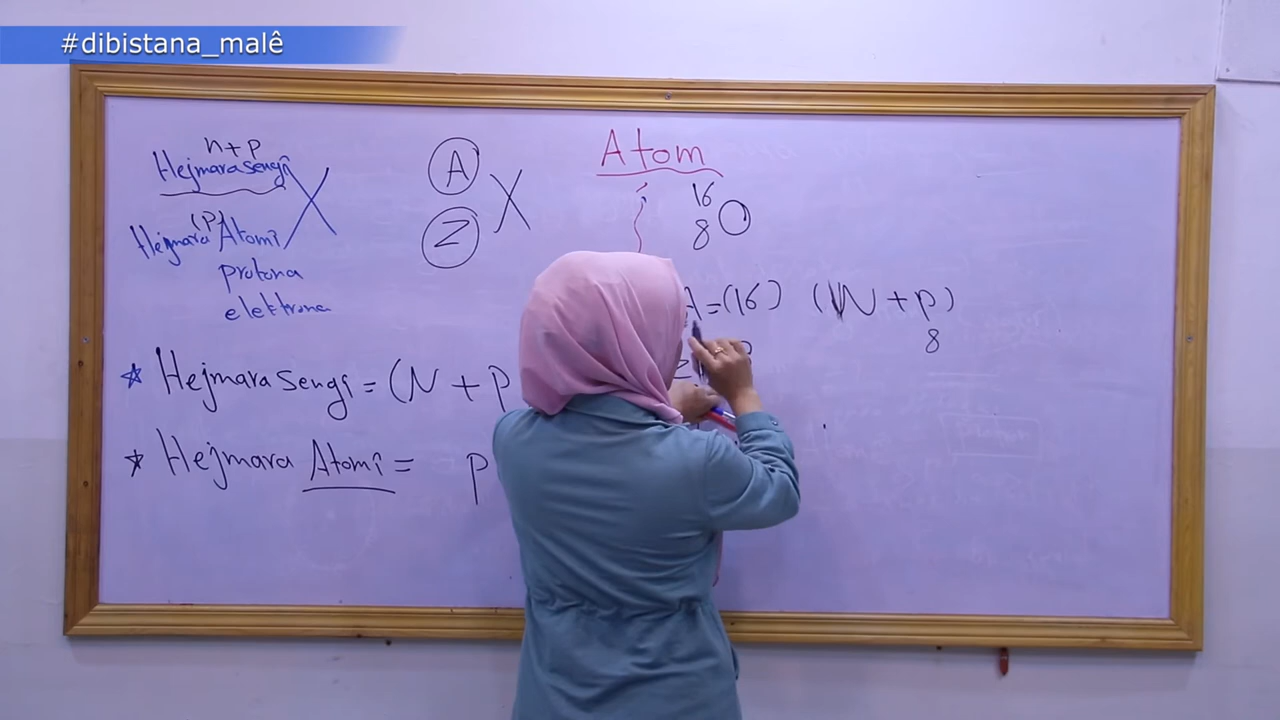 #dibistana_malê
Atom
n+p
Hejmara sengî
X
(P)
Hejmara Atomî
protona
elektrona
A
Z
X
16
8
O
A=(16) (N+p)
8
* Hejmara sengî = (N + p
* Hejmara Atomî = p